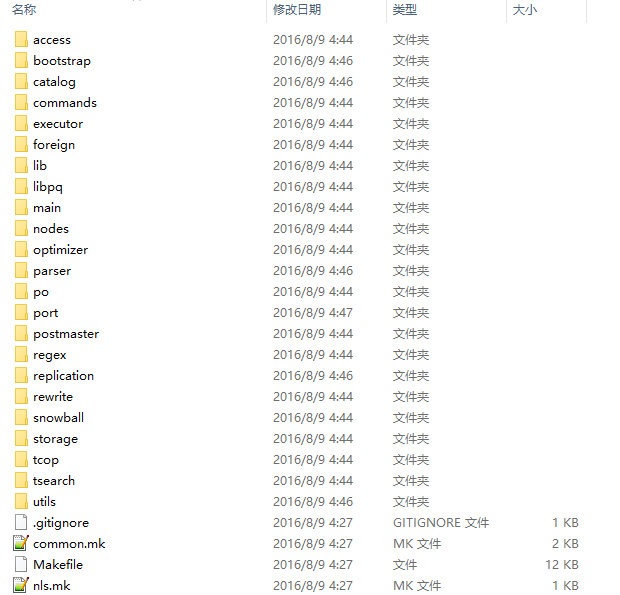 名称 修改日期 类型 大小
access 2016/8/9 4:44 文件夹
bootstrap 2016/8/9 4:46 文件夹
catalog 2016/8/9 4:46 文件夹
commands 2016/8/9 4:44 文件夹
executor 2016/8/9 4:44 文件夹
foreign 2016/8/9 4:44 文件夹
lib 2016/8/9 4:44 文件夹
libpq 2016/8/9 4:44 文件夹
main 2016/8/9 4:44 文件夹
nodes 2016/8/9 4:44 文件夹
optimizer 2016/8/9 4:44 文件夹
parser 2016/8/9 4:46 文件夹
po 2016/8/9 4:44 文件夹
port 2016/8/9 4:47 文件夹
postmaster 2016/8/9 4:44 文件夹
regex 2016/8/9 4:44 文件夹
replication 2016/8/9 4:46 文件夹
rewrite 2016/8/9 4:44 文件夹
snowball 2016/8/9 4:44 文件夹
storage 2016/8/9 4:44 文件夹
tcop 2016/8/9 4:44 文件夹
tsearch 2016/8/9 4:44 文件夹
utils 2016/8/9 4:46 文件夹
.gitignore 2016/8/9 4:27 GITIGNORE 文件 1 KB
common.mk 2016/8/9 4:27 MK 文件 2 KB
Makefile 2016/8/9 4:27 文件 12 KB
nls.mk 2016/8/9 4:27 MK 文件 1 KB